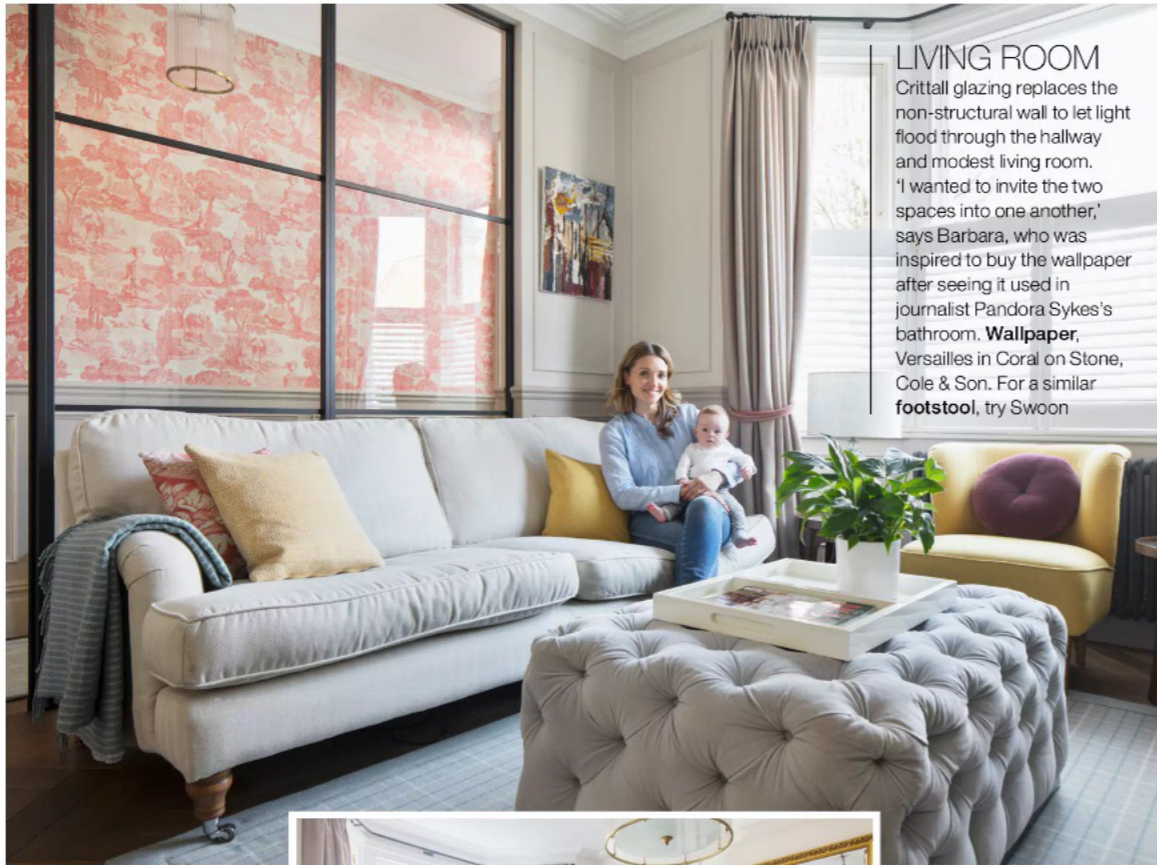 LIVING ROOM
Crittall glazing replaces the
non-structural wall to let light
flood through the hallway
and modest living room.
‘I wanted to invite the two
spaces into one another,’
says Barbara, who was
inspired to buy the wallpaper
after seeing it used in
journalist Pandora Sykes’s
bathroom. Wallpaper,
Versailles in Coral on Stone,
Cole & Son. For a similar
footstool, try Swoon